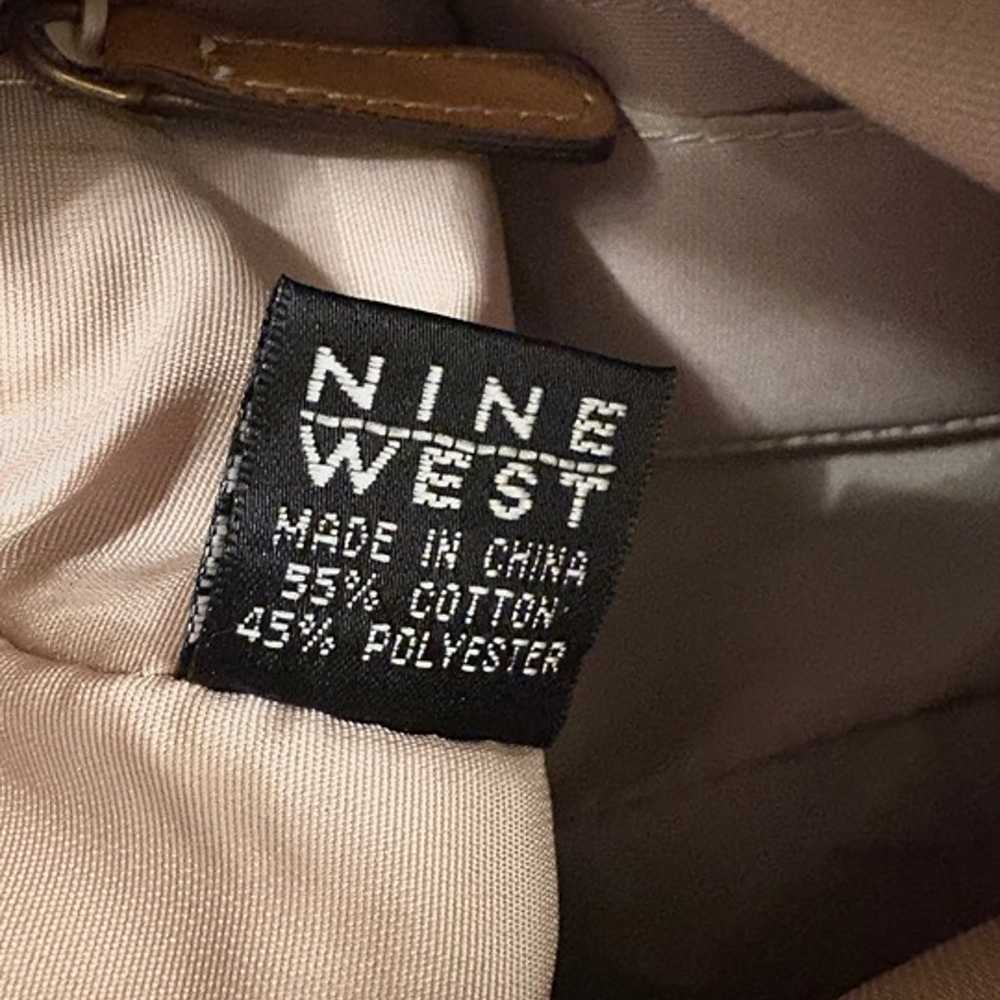 NINE
WEST
MADE IN CHINA
55% COTTON
45% POLYESTER